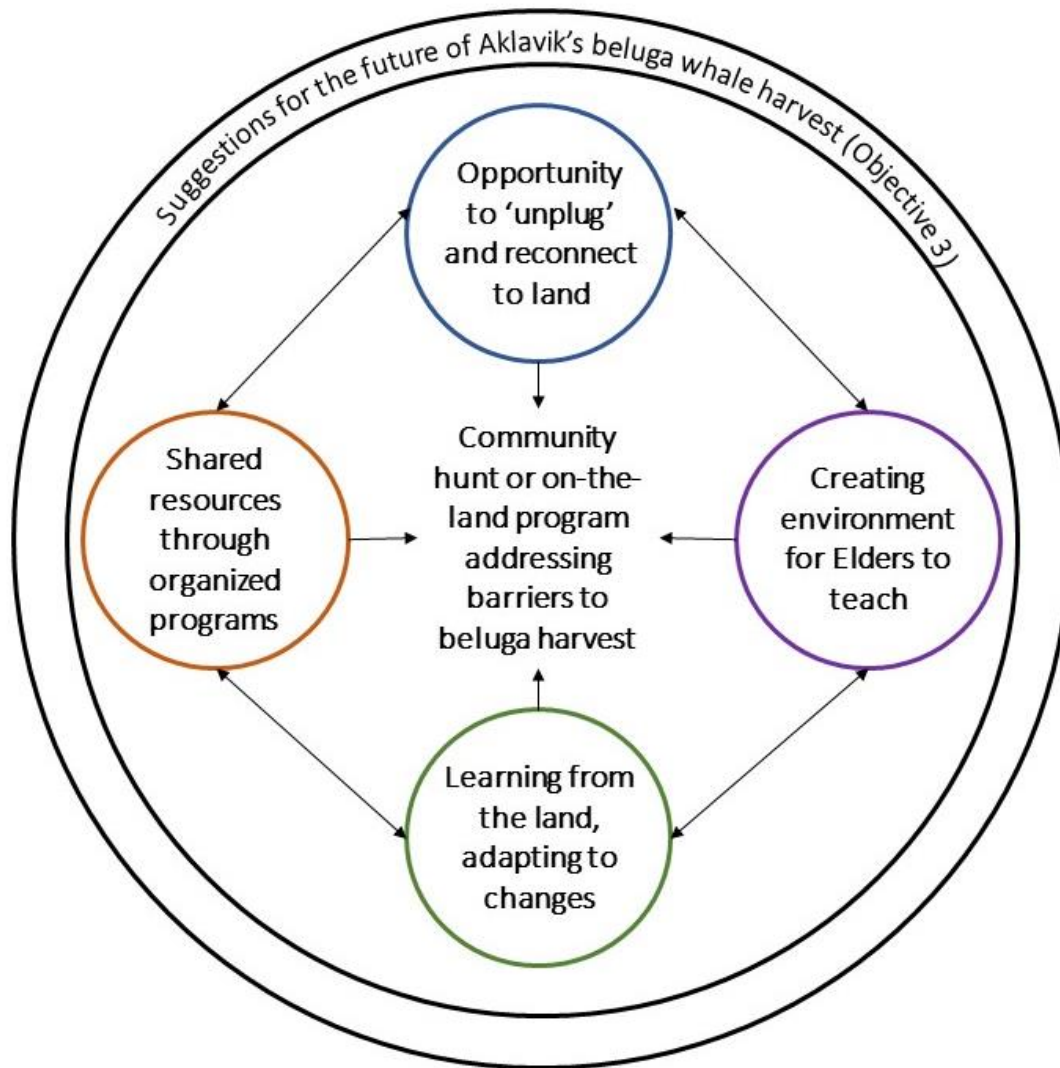 Suggestions for the future of Aklavik's beluga whale harvest (Objective 3)
Opportunity
to ‘unplug’
and reconnect
to land
Shared
resources
through
organized
programs
Community
hunt or on-the-
land program
addressing
barriers to
beluga harvest
Creating
environment
for Elders to
teach
Learning from
the land,
adapting to
changes